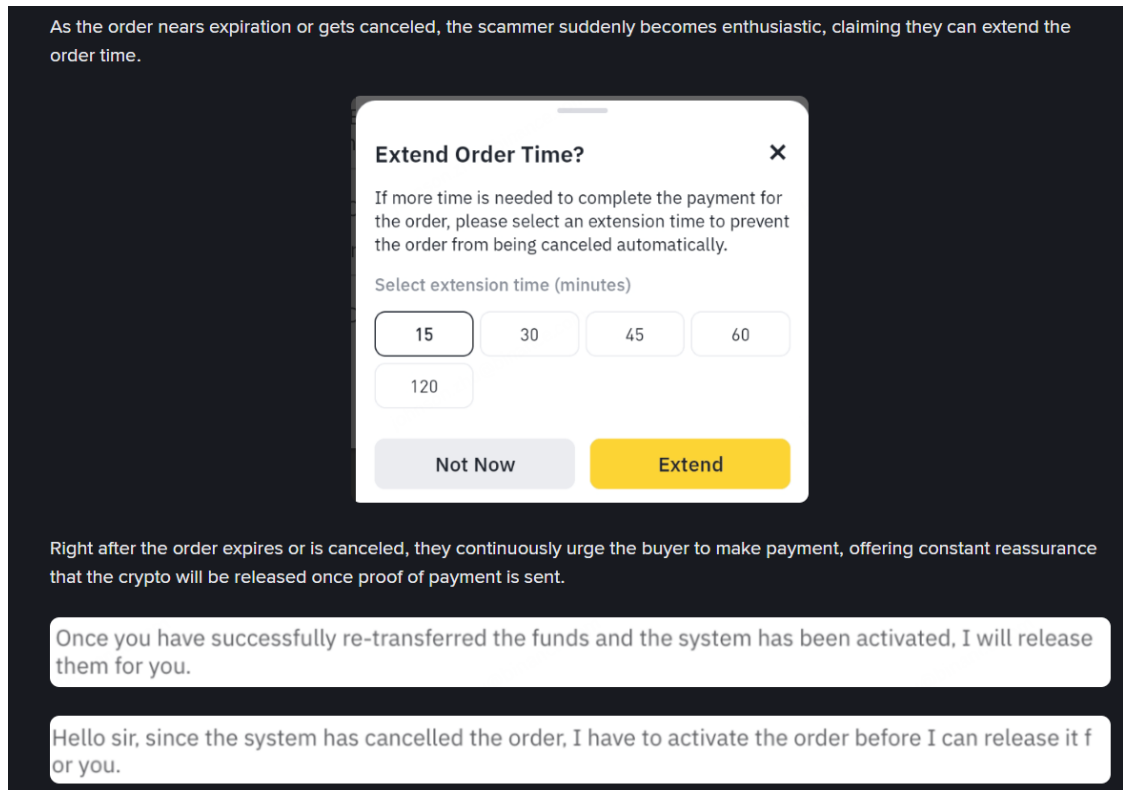 As the order nears expiration or gets canceled, the scammer suddenly becomes enthusiastic, claiming they can extend the
order time.
Extend Order Time?
If more time is needed to complete the payment for
the order, please select an extension time to prevent
the order from being canceled automatically.
Select extension time (minutes)
15 30 45 60
120
Not Now Extend
Right after the order expires or is canceled, they continuously urge the buyer to make payment, offering constant reassurance
that the crypto will be released once proof of payment is sent.
Once you have successfully re-transferred the funds and the system has been activated, I will release
them for you.
Hello sir, since the system has cancelled the order, I have to activate the order before I can release it f
or you.